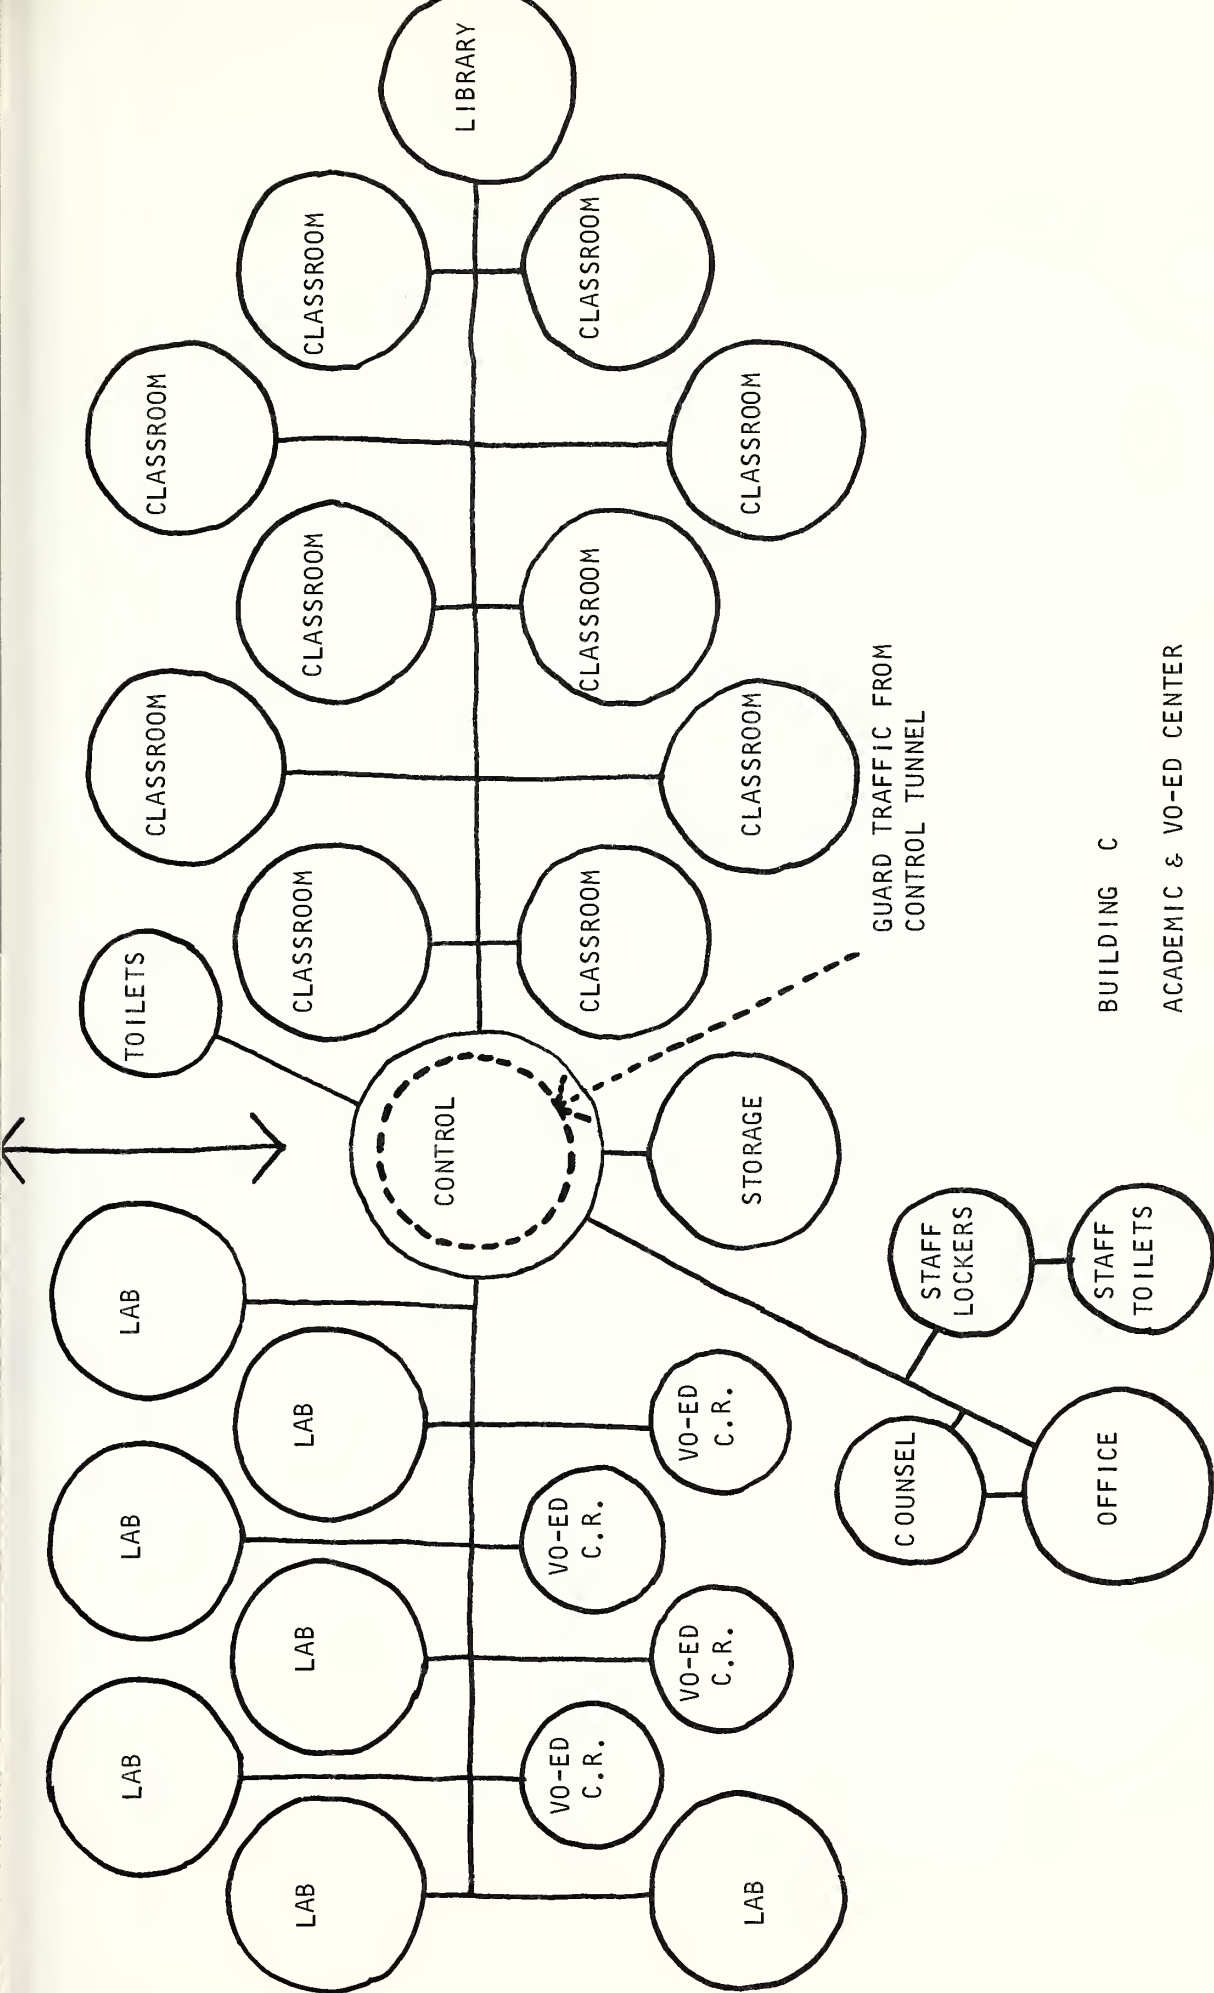 LAB
LAB
LAB
TOILETS
CLASSROOM
CLASSROOM
LAB
LAB
LAB
CLASSROOM
CLASSROOM
CLASSROOM
CONTROL
LIBRARY
VO-ED
C.R.
VO-ED
C.R.
CLASSROOM
CLASSROOM
CLASSROOM
LAB
VO-ED
C.R.
VO-ED
C.R.
STORAGE
CLASSROOM
CLASSROOM
COUNSEL
STAFF
LOCKERS
GUARD TRAFFIC FROM
CONTROL TUNNEL
OFFICE
STAFF
TOILETS
BUILDING C
ACADEMIC & VO-ED CENTER